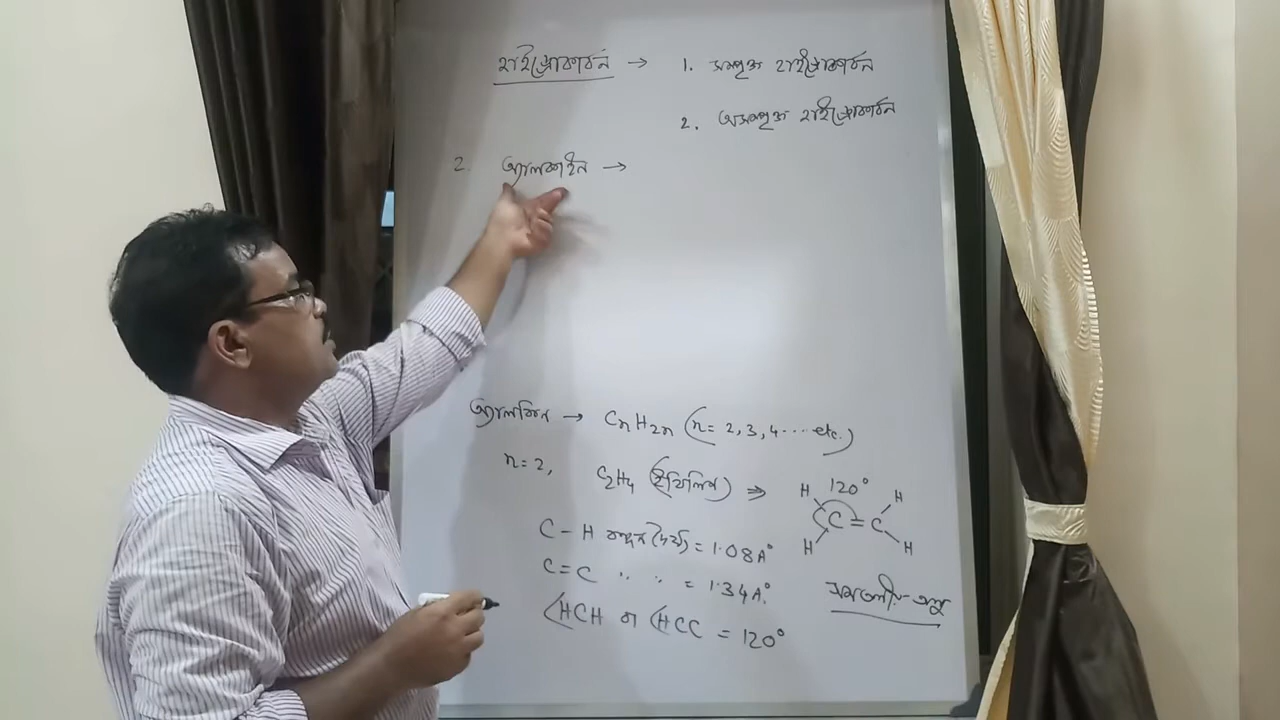 হাইড্রোকার্বন → 1. সম্পৃক্ত হাইড্রোকার্বন
2. অসম্পৃক্ত হাইড্রোকার্বন
2. অ্যালকাইন →
অ্যালকিন → CnH2n (n = 2, 3, 4 .... etc.)
n = 2, C2H4 (ইথিলিন) ⇒
H 120° H
C = C
H H
C - H বন্ধন দৈর্ঘ্য = 1.08A°
C = C " " = 1.34A°
∠HCH বা ∠HCC = 120°
সমতলীয় অণু